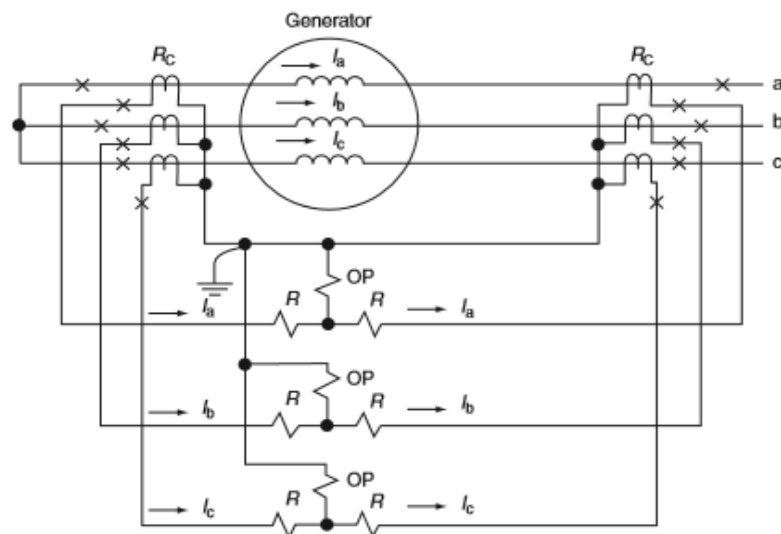 Generator
R_C I_a R_C
a
I_b
b
I_c
c
OP
I_a R R I_a
OP
I_b R R I_b
OP
I_c R R I_c